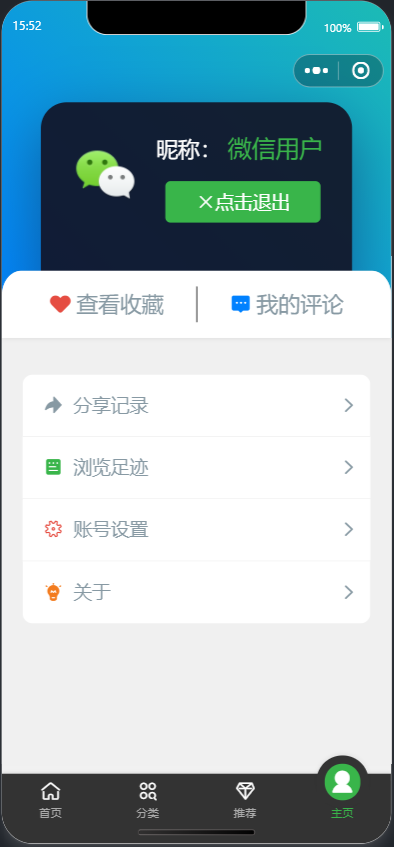 15:52
100%
昵称： 微信用户
×点击退出
查看收藏
我的评论
分享记录
浏览足迹
账号设置
关于
首页
分类
推荐
主页